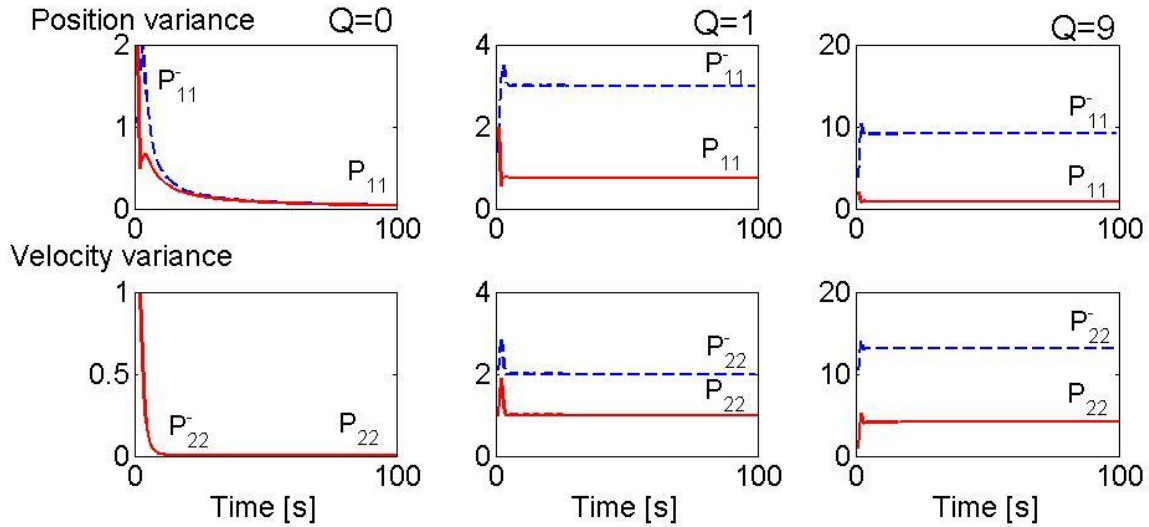 Position variance Q=0 Q=1 Q=9
2 4 20
P⁻₁₁ P⁻₁₁ P⁻₁₁
1 2 10
P₁₁ P₁₁ P₁₁
0 0 0
0 100 0 100 0 100
Velocity variance
1 4 20
P⁻₂₂ P⁻₂₂
0.5 2 10
P⁻₂₂ P₂₂ P₂₂ P₂₂
0 0 0
0 100 0 100 0 100
Time [s] Time [s] Time [s]